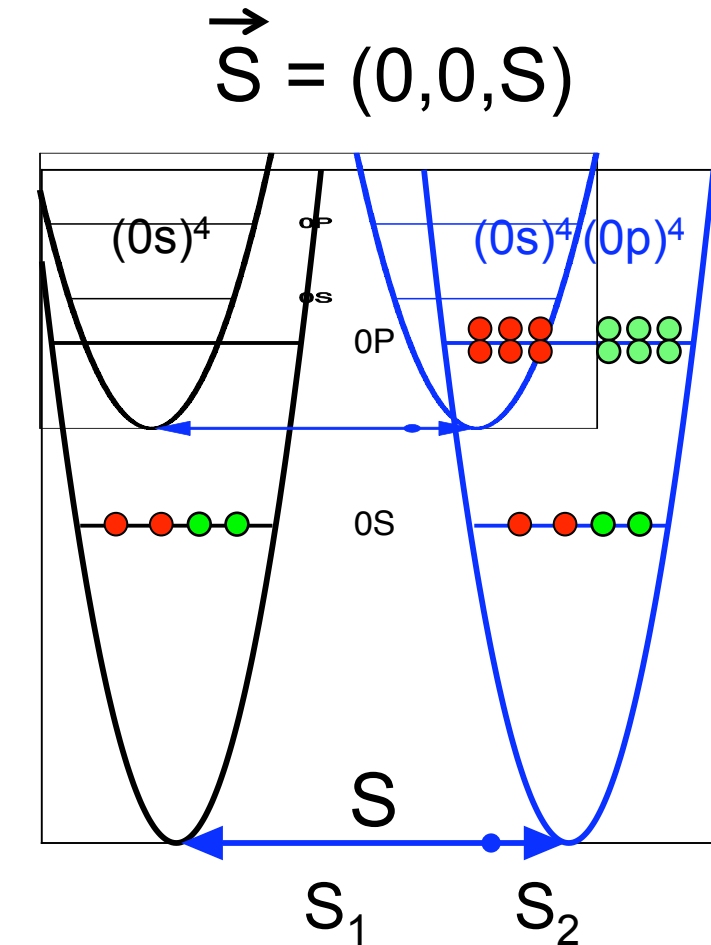 S⃗ = (0,0,S)
(0s)⁴ 0P (0s)⁴ (0p)⁴
0S
0P
0S
S
S₁ S₂